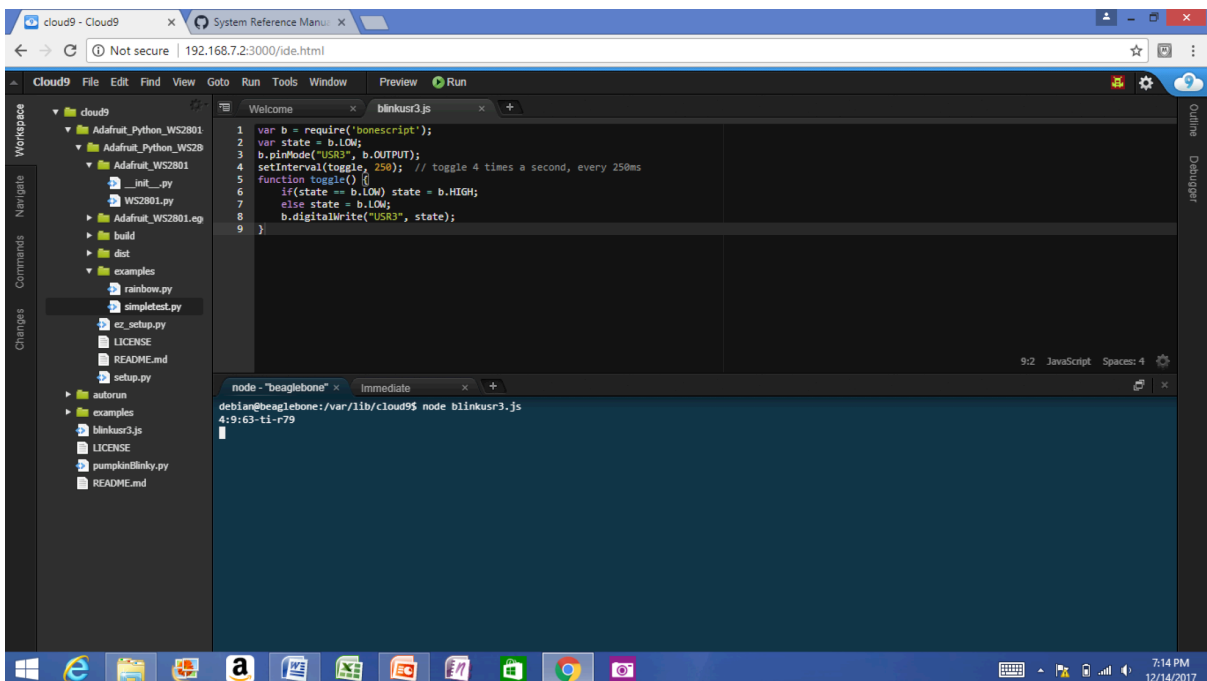 cloud9 - Cloud9
System Reference Manua
Not secure | 192.168.7.2:3000/ide.html
Cloud9 File Edit Find View Goto Run Tools Window Preview Run
Workspace
Navigate
Commands
Changes
cloud9
Adafruit_Python_WS2801-
Adafruit_Python_WS28
Adafruit_WS2801
__init__.py
WS2801.py
Adafruit_WS2801.eg
build
dist
examples
rainbow.py
simpletest.py
ez_setup.py
LICENSE
README.md
setup.py
autorun
examples
blinkusr3.js
LICENSE
pumpkinBlinky.py
README.md
Welcome
blinkusr3.js
1 var b = require('bonescript');
2 var state = b.LOW;
3 b.pinMode("USR3", b.OUTPUT);
4 setInterval(toggle, 250); // toggle 4 times a second, every 250ms
5 function toggle() {
6 if(state == b.LOW) state = b.HIGH;
7 else state = b.LOW;
8 b.digitalWrite("USR3", state);
9 }
9:2 JavaScript Spaces: 4
node - "beaglebone"
Immediate
debian@beaglebone:/var/lib/cloud9$ node blinkusr3.js
4:9:63-ti-r79
Outline
Debugger
7:14 PM
12/14/2017